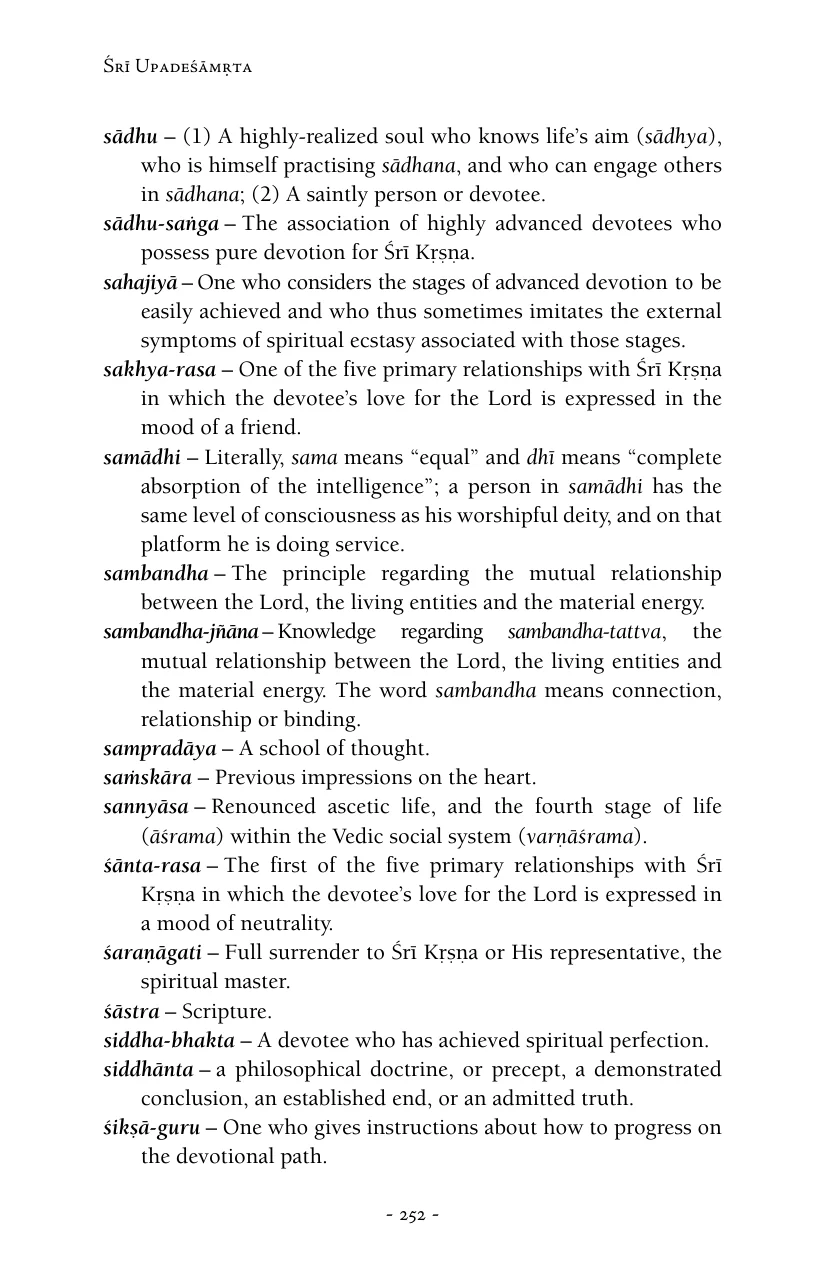 Śrī Upadeśāmṛta
sādhu – (1) A highly-realized soul who knows life’s aim (sādhya),
who is himself practising sādhana, and who can engage others
in sādhana; (2) A saintly person or devotee.
sādhu-saṅga – The association of highly advanced devotees who
possess pure devotion for Śrī Kṛṣṇa.
sahajiyā – One who considers the stages of advanced devotion to be
easily achieved and who thus sometimes imitates the external
symptoms of spiritual ecstasy associated with those stages.
sakhya-rasa – One of the five primary relationships with Śrī Kṛṣṇa
in which the devotee’s love for the Lord is expressed in the
mood of a friend.
samādhi – Literally, sama means “equal” and dhī means “complete
absorption of the intelligence”; a person in samādhi has the
same level of consciousness as his worshipful deity, and on that
platform he is doing service.
sambandha – The principle regarding the mutual relationship
between the Lord, the living entities and the material energy.
sambandha-jñāna – Knowledge regarding sambandha-tattva, the
mutual relationship between the Lord, the living entities and
the material energy. The word sambandha means connection,
relationship or binding.
sampradāya – A school of thought.
saṁskāra – Previous impressions on the heart.
sannyāsa – Renounced ascetic life, and the fourth stage of life
(āśrama) within the Vedic social system (varṇāśrama).
śānta-rasa – The first of the five primary relationships with Śrī
Kṛṣṇa in which the devotee’s love for the Lord is expressed in
a mood of neutrality.
śaraṇāgati – Full surrender to Śrī Kṛṣṇa or His representative, the
spiritual master.
śāstra – Scripture.
siddha-bhakta – A devotee who has achieved spiritual perfection.
siddhānta – a philosophical doctrine, or precept, a demonstrated
conclusion, an established end, or an admitted truth.
śikṣā-guru – One who gives instructions about how to progress on
the devotional path.
- 252 -